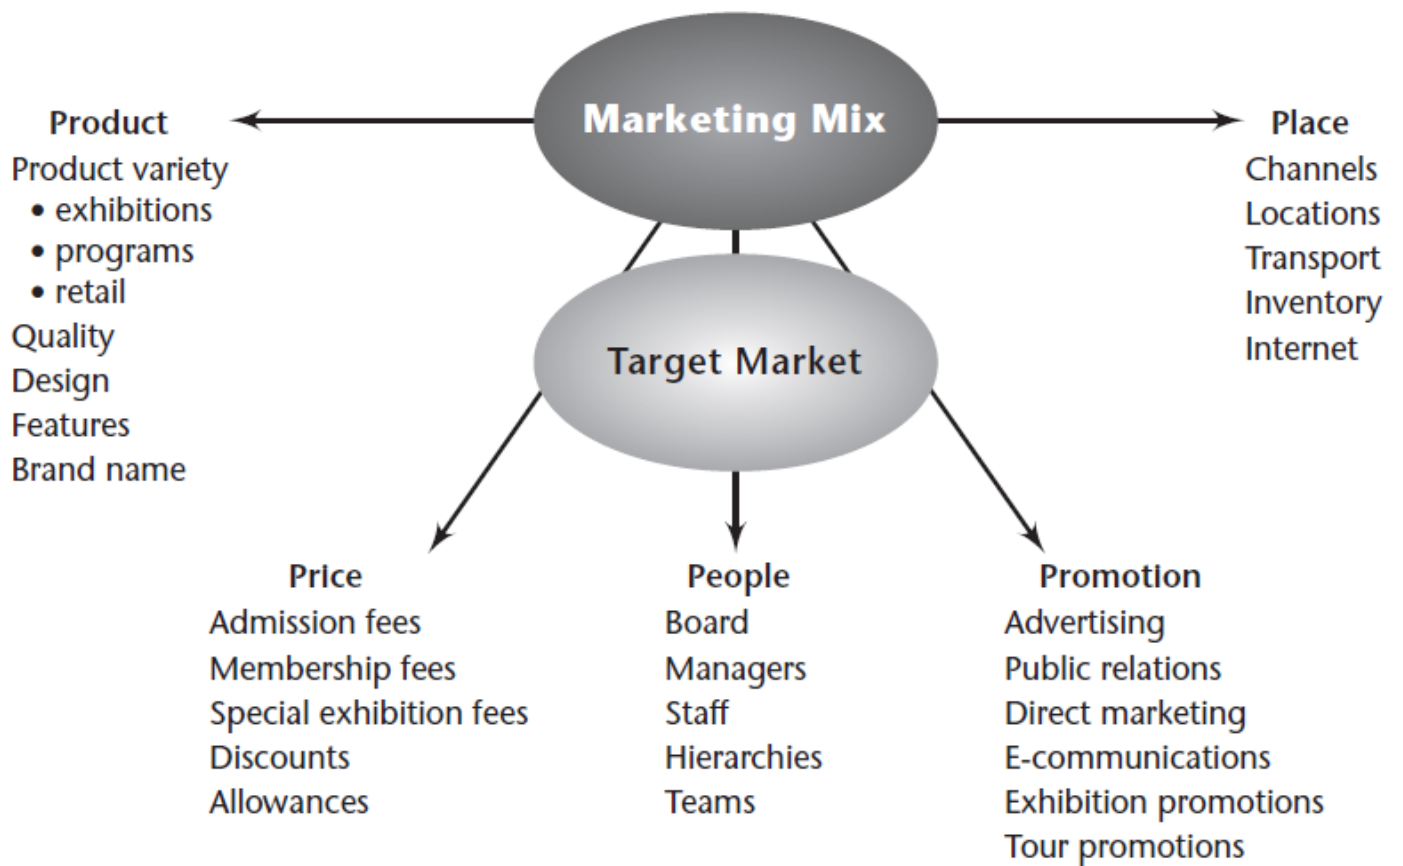 Marketing Mix
Target Market
Product
Product variety
• exhibitions
• programs
• retail
Quality
Design
Features
Brand name
Place
Channels
Locations
Transport
Inventory
Internet
Price
Admission fees
Membership fees
Special exhibition fees
Discounts
Allowances
People
Board
Managers
Staff
Hierarchies
Teams
Promotion
Advertising
Public relations
Direct marketing
E-communications
Exhibition promotions
Tour promotions